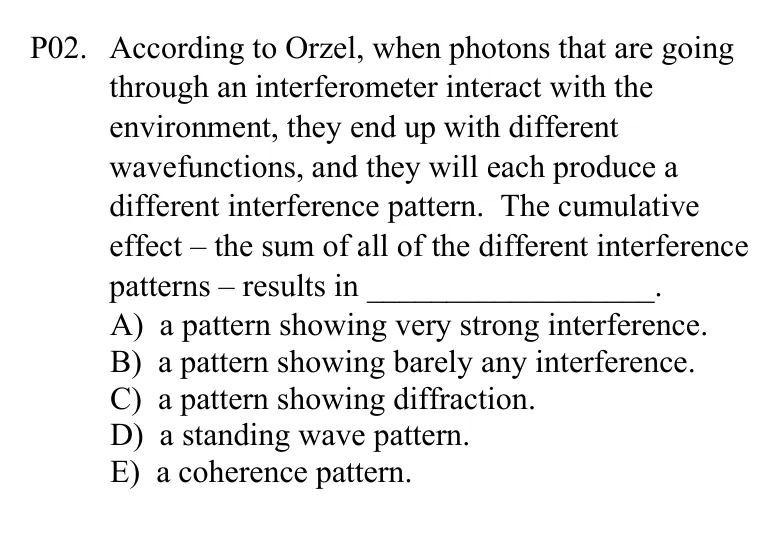 P02. According to Orzel, when photons that are going
through an interferometer interact with the
environment, they end up with different
wavefunctions, and they will each produce a
different interference pattern. The cumulative
effect – the sum of all of the different interference
patterns – results in __________________.
A) a pattern showing very strong interference.
B) a pattern showing barely any interference.
C) a pattern showing diffraction.
D) a standing wave pattern.
E) a coherence pattern.